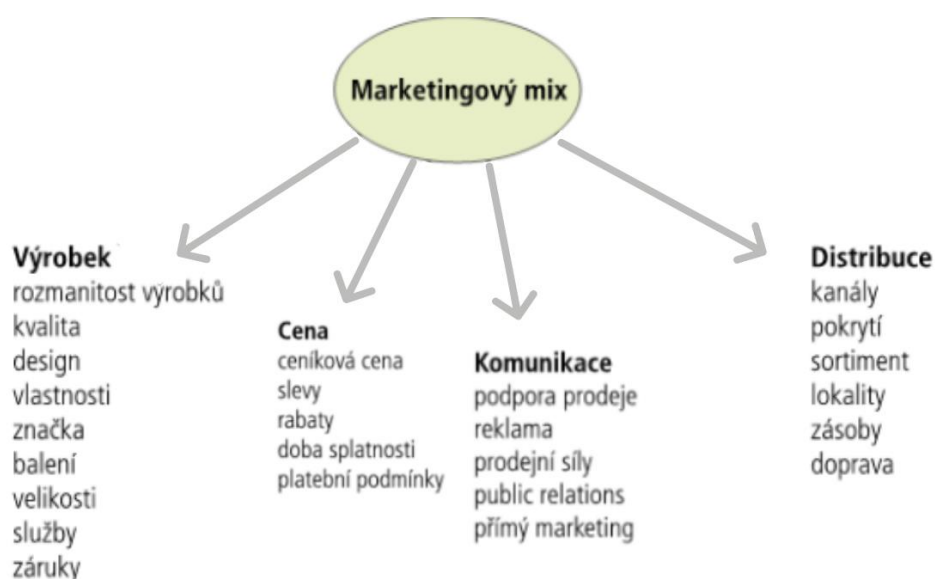 Marketingový mix
Výrobek
rozmanitost výrobků
kvalita
design
vlastnosti
značka
balení
velikosti
služby
záruky
Cena
ceníková cena
slevy
rabaty
doba splatnosti
platební podmínky
Komunikace
podpora prodeje
reklama
prodejní síly
public relations
přímý marketing
Distribuce
kanály
pokrytí
sortiment
lokality
zásoby
doprava